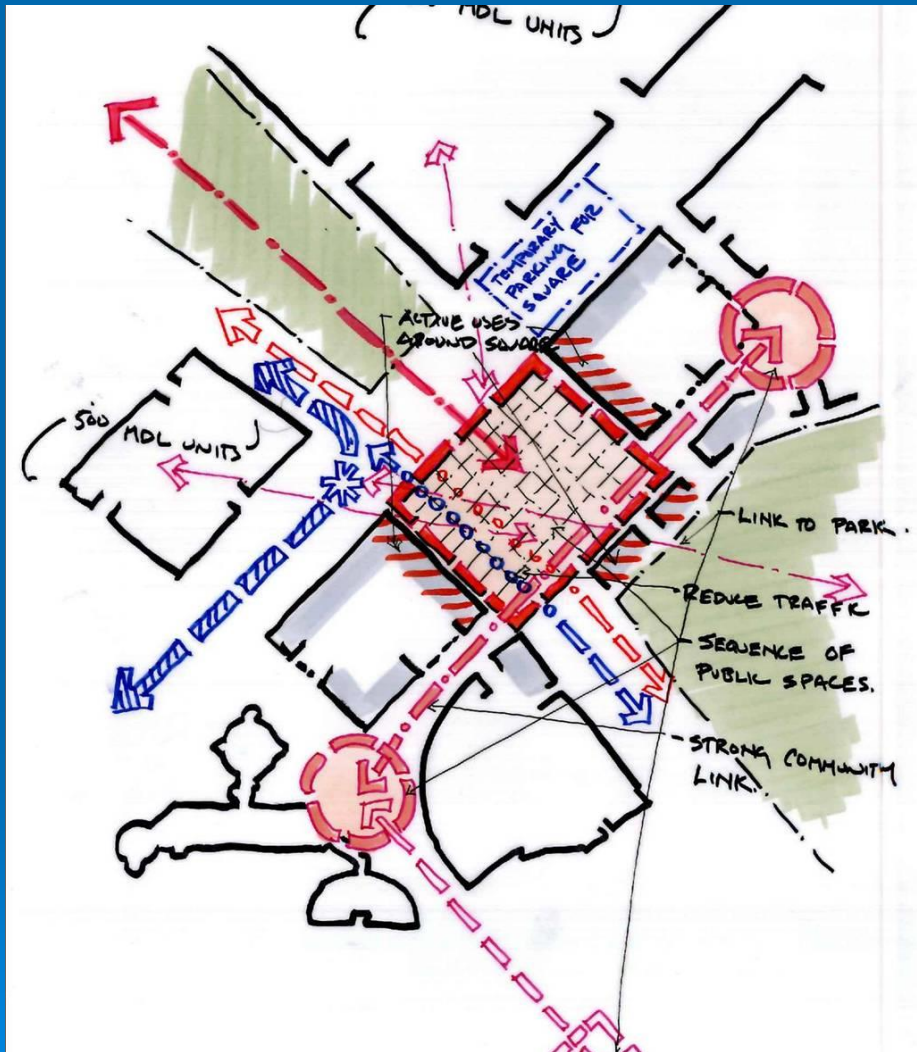 MDL UNITS
TEMPORARY
PARKING FOR
SQUARE
ACTIVE USES
AROUND SQUARE
500
MDL UNITS
LINK TO PARK.
REDUCE TRAFFIC
SEQUENCE OF
PUBLIC SPACES.
STRONG COMMUNITY
LINK.